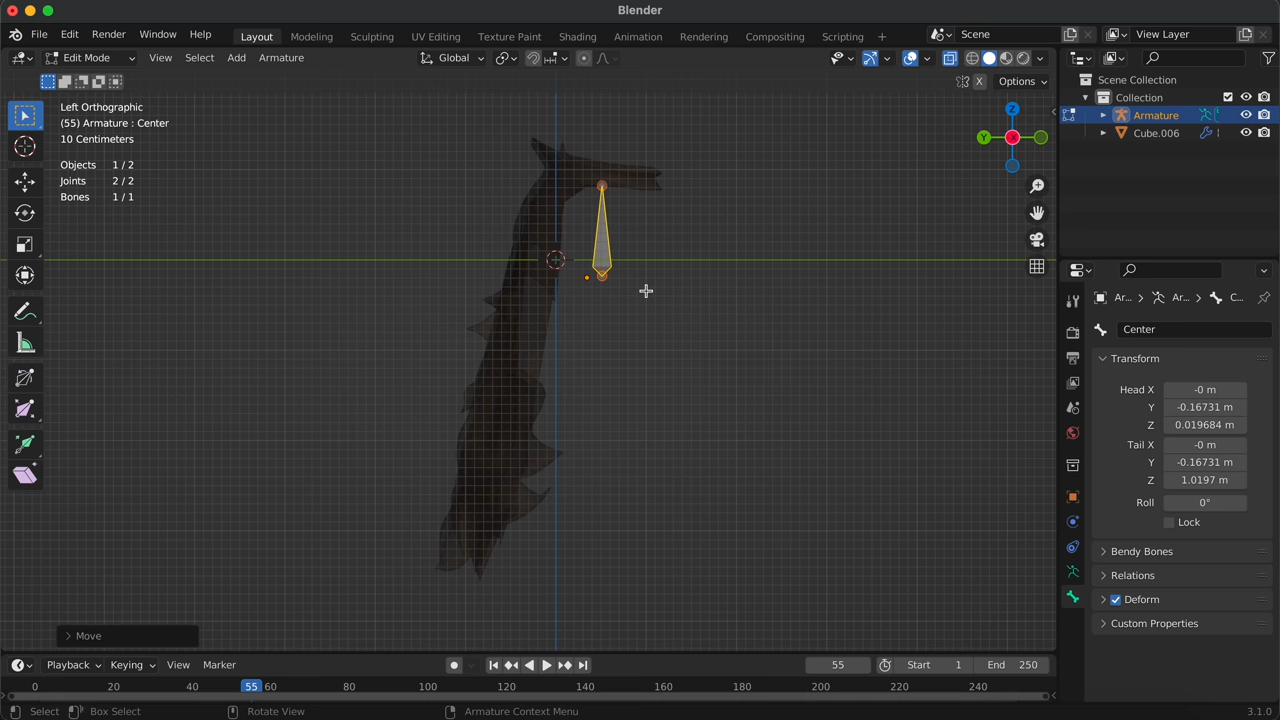 Blender
File Edit Render Window Help Layout Modeling Sculpting UV Editing Texture Paint Shading Animation Rendering Compositing Scripting + Scene View Layer
Edit Mode View Select Add Armature Global
X Options
Left Orthographic
(55) Armature : Center
10 Centimeters
Objects 1 / 2
Joints 2 / 2
Bones 1 / 1
Z
Y
X
Scene Collection
Collection
Armature
Cube.006
Ar... Ar... C...
Center
Transform
Head X -0 m
Y -0.16731 m
Z 0.019684 m
Tail X -0 m
Y -0.16731 m
Z 1.0197 m
Roll 0°
Lock
Bendy Bones
Relations
Deform
Custom Properties
Move
Playback Keying View Marker 55 Start 1 End 250
0 20 40 55 60 80 100 120 140 160 180 200 220 240
Select Box Select Rotate View Armature Context Menu 3.1.0